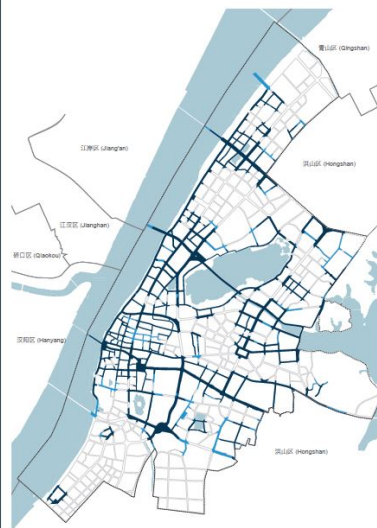 青山区 (Qingshan)
江岸区 (Jiang'an)
洪山区 (Hongshan)
江汉区 (Jianghan)
硚口区 (Qiaokou)
汉阳区 (Hanyang)
洪山区 (Hongshan)